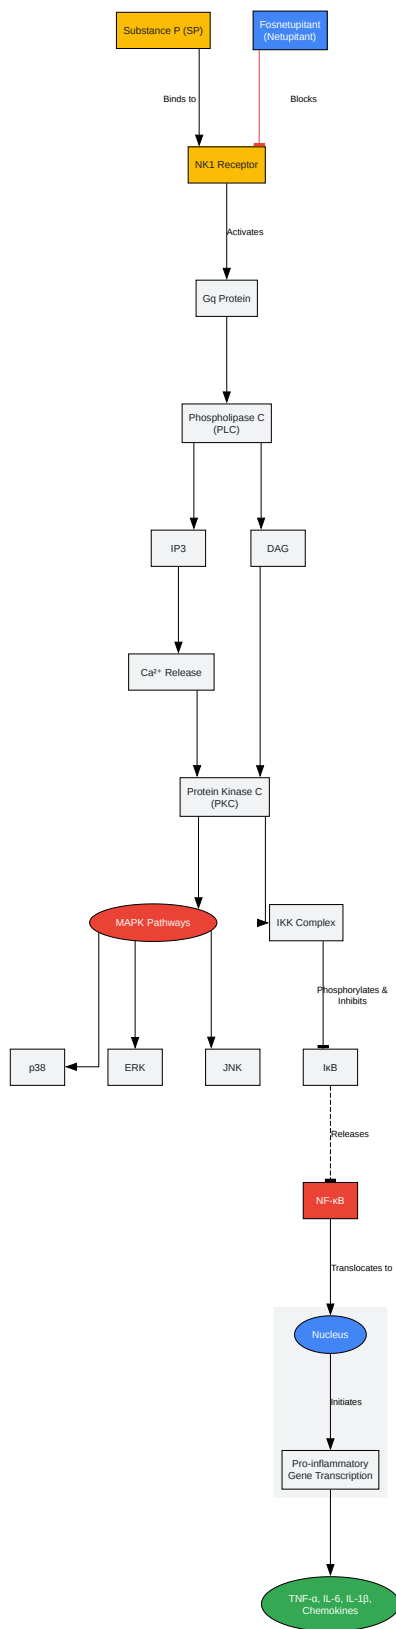 Substance P (SP)
Fosnetupitant
(Netupitant)
Binds to
Blocks
NK1 Receptor
Activates
Gq Protein
Phospholipase C
(PLC)
IP3
DAG
Ca²⁺ Release
Protein Kinase C
(PKC)
MAPK Pathways
IKK Complex
Phosphorylates &
Inhibits
p38
ERK
JNK
IκB
Releases
NF-κB
Translocates to
Nucleus
Initiates
Pro-inflammatory
Gene Transcription
TNF-α, IL-6, IL-1β,
Chemokines